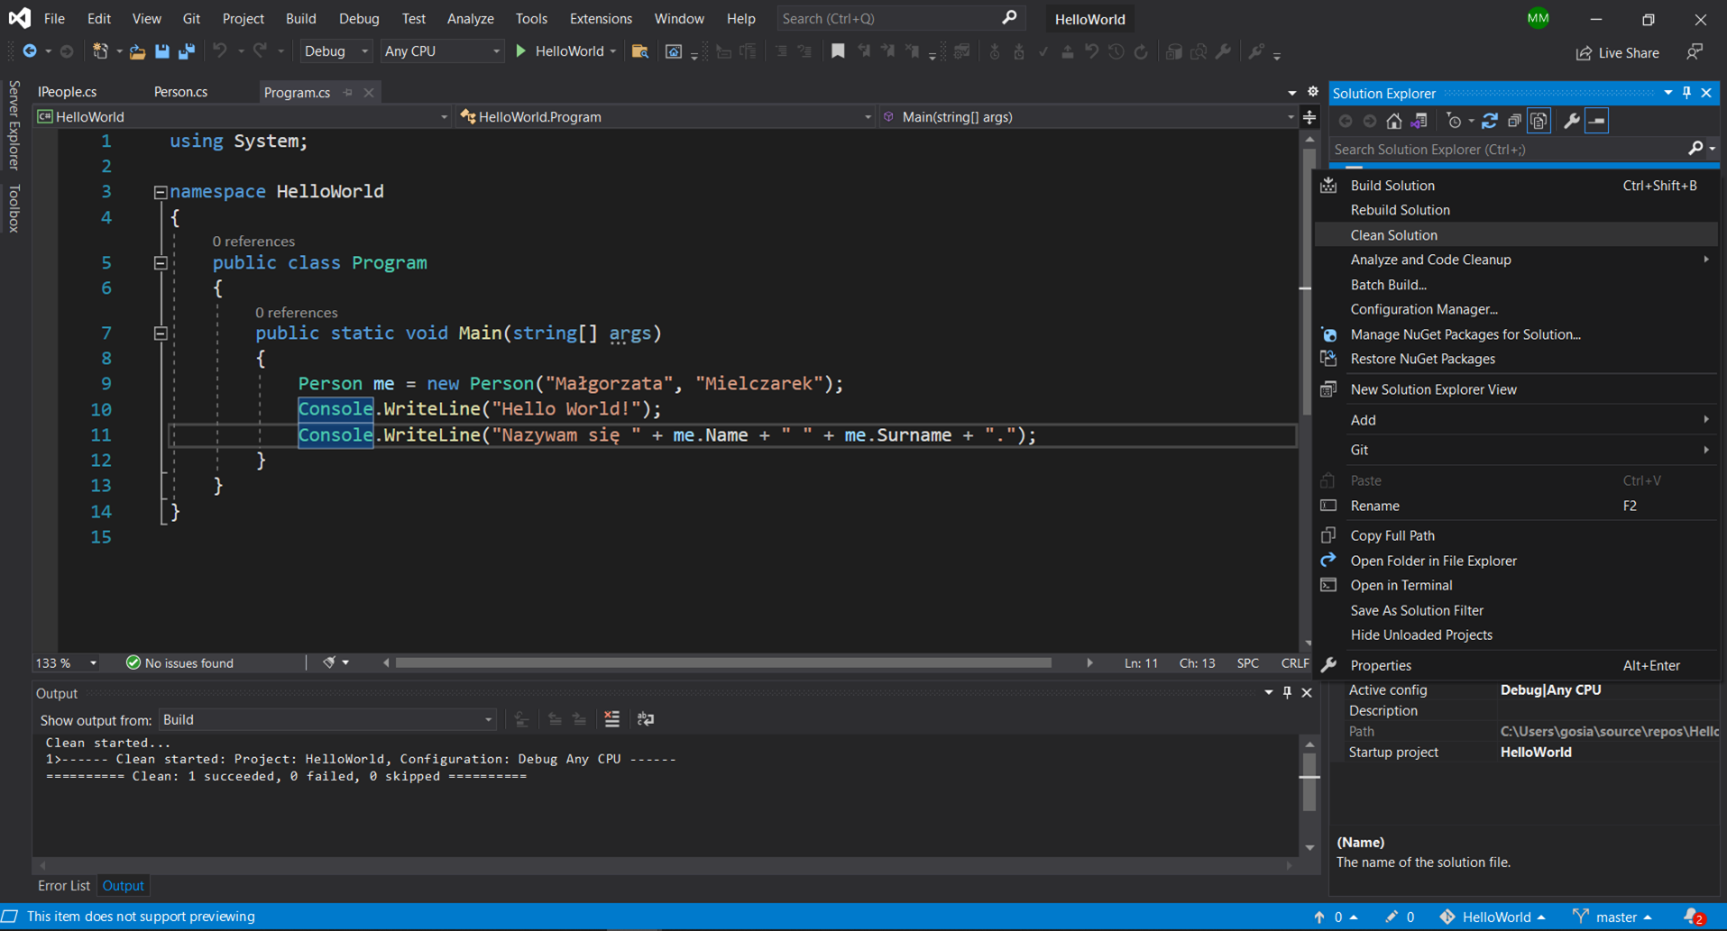 File Edit View Git Project Build Debug Test Analyze Tools Extensions Window Help Search (Ctrl+Q) HelloWorld MM
Debug Any CPU HelloWorld Live Share
Server Explorer
Toolbox
IPeople.cs Person.cs Program.cs
HelloWorld HelloWorld.Program Main(string[] args)
1 using System;
2
3 namespace HelloWorld
4 {
0 references
5 public class Program
6 {
0 references
7 public static void Main(string[] args)
8 {
9 Person me = new Person("Małgorzata", "Mielczarek");
10 Console.WriteLine("Hello World!");
11 Console.WriteLine("Nazywam się " + me.Name + " " + me.Surname + ".");
12 }
13 }
14 }
15
133 % No issues found Ln: 11 Ch: 13 SPC CRLF
Output
Show output from: Build
Clean started...
1>------ Clean started: Project: HelloWorld, Configuration: Debug Any CPU ------
========== Clean: 1 succeeded, 0 failed, 0 skipped ==========
Error List Output
Solution Explorer
Search Solution Explorer (Ctrl+;)
Build Solution Ctrl+Shift+B
Rebuild Solution
Clean Solution
Analyze and Code Cleanup
Batch Build...
Configuration Manager...
Manage NuGet Packages for Solution...
Restore NuGet Packages
New Solution Explorer View
Add
Git
Paste Ctrl+V
Rename F2
Copy Full Path
Open Folder in File Explorer
Open in Terminal
Save As Solution Filter
Hide Unloaded Projects
Properties Alt+Enter
Active config Debug|Any CPU
Description
Path C:\Users\gosia\source\repos\Hellc
Startup project HelloWorld
(Name)
The name of the solution file.
This item does not support previewing 0 0 HelloWorld master 2